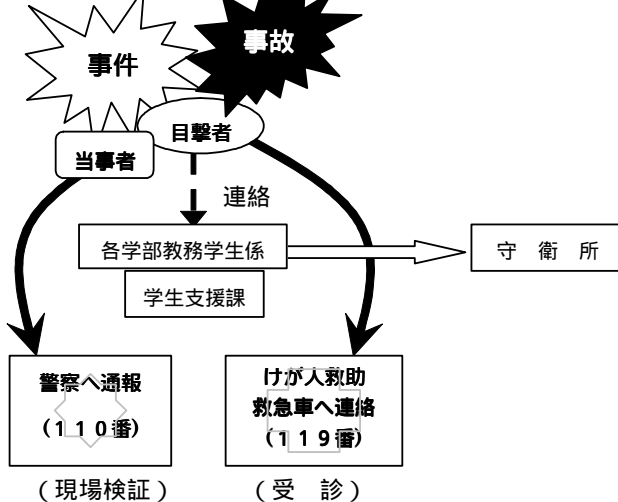 事故
事件
目撃者
当事者
連絡
各学部教務学生係
守 衛 所
学生支援課
警察へ通報
（１１０番）
けが人救助
救急車へ連絡
（１１９番）
（現場検証）
（受 診）